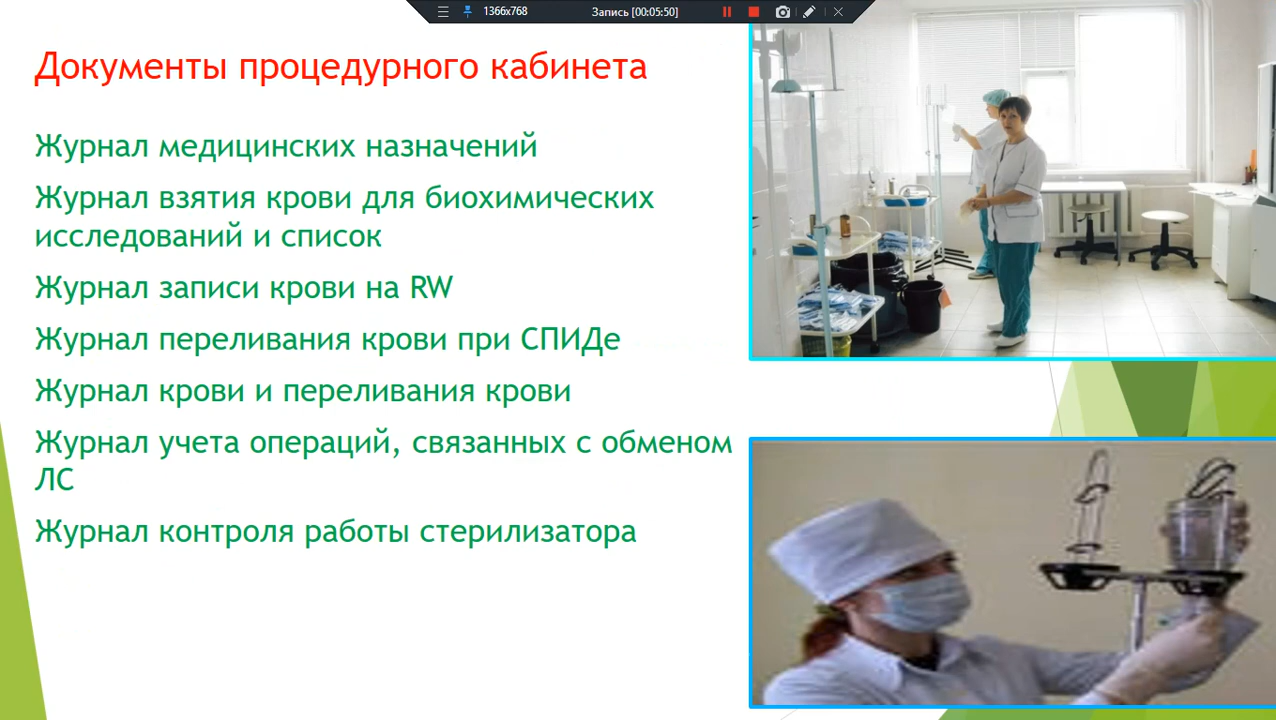 1366x768 Запись [00:05:50]
Документы процедурного кабинета
Журнал медицинских назначений
Журнал взятия крови для биохимических
исследований и список
Журнал записи крови на RW
Журнал переливания крови при СПИДе
Журнал крови и переливания крови
Журнал учета операций, связанных с обменом
ЛС
Журнал контроля работы стерилизатора